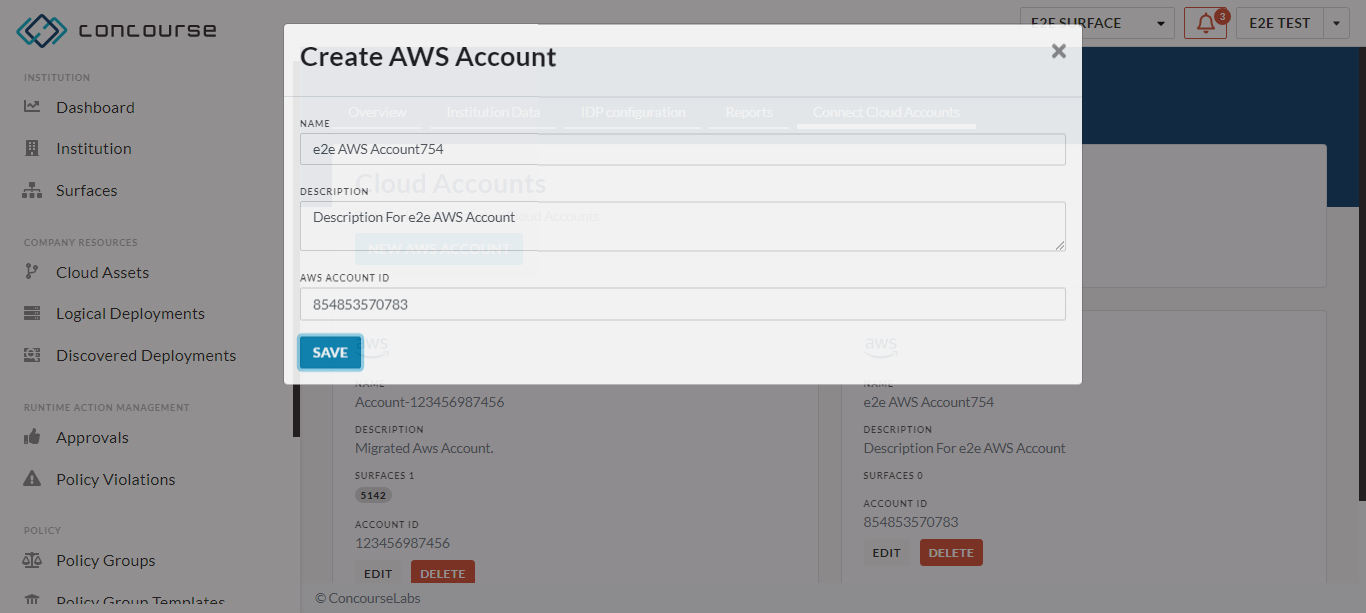 concourse
E2E SURFACE
3
E2E TEST
INSTITUTION
Dashboard
Institution
Surfaces
COMPANY RESOURCES
Cloud Assets
Logical Deployments
Discovered Deployments
RUNTIME ACTION MANAGEMENT
Approvals
Policy Violations
POLICY
Policy Groups
Policy Group Templates
Create AWS Account
×
Overview
Institution Data
IDP configuration
Reports
Connect Cloud Accounts
NAME
e2e AWS Account754
Cloud Accounts
DESCRIPTION
Description For e2e AWS Account
Cloud Accounts
NEW AWS ACCOUNT
AWS ACCOUNT ID
854853570783
SAVE
aws
NAME
Account-123456987456
DESCRIPTION
Migrated Aws Account.
SURFACES 1
5142
ACCOUNT ID
123456987456
EDIT
DELETE
aws
NAME
e2e AWS Account754
DESCRIPTION
Description For e2e AWS Account
SURFACES 0
ACCOUNT ID
854853570783
EDIT
DELETE
© ConcourseLabs